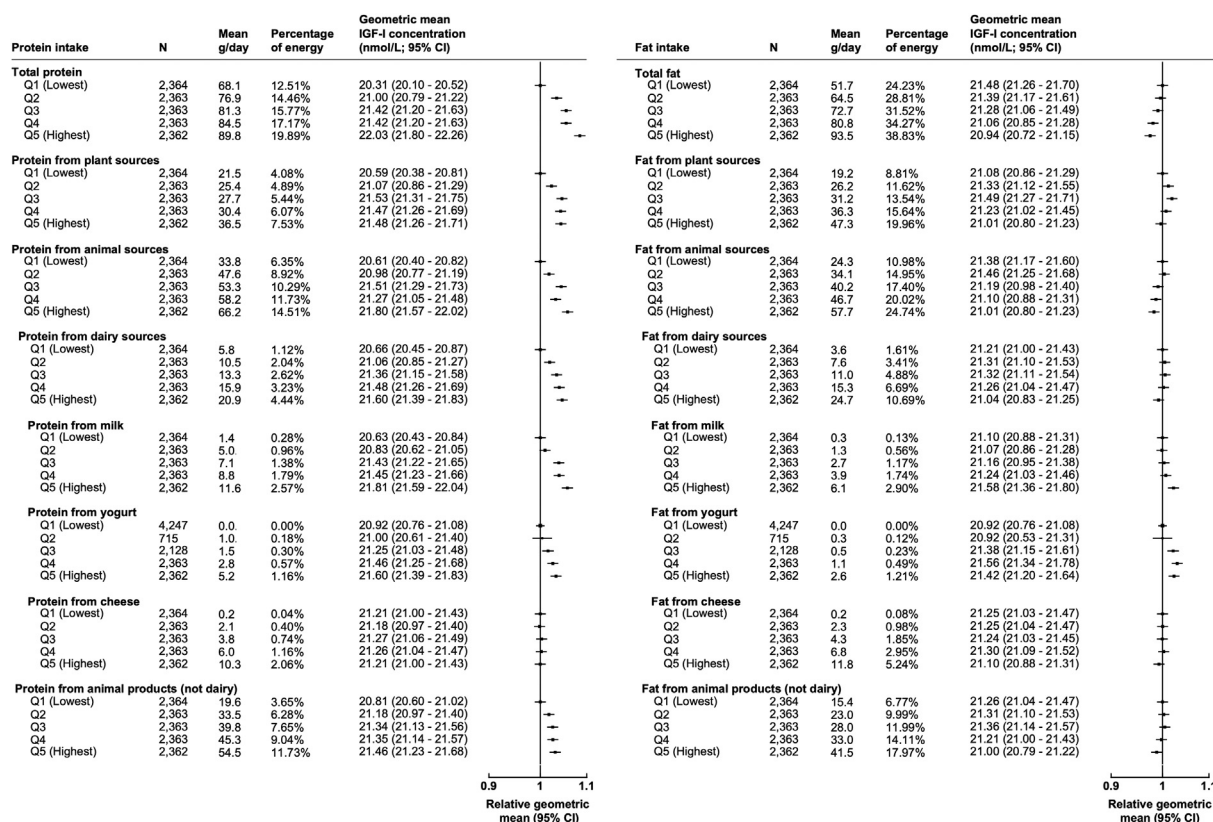 Protein intake N Mean g/day Percentage of energy Geometric mean IGF-I concentration (nmol/L; 95% CI)
Total protein
Q1 (Lowest) 2,364 68.1 12.51% 20.31 (20.10 - 20.52)
Q2 2,363 76.9 14.46% 21.00 (20.79 - 21.22)
Q3 2,363 81.3 15.77% 21.42 (21.20 - 21.63)
Q4 2,363 84.5 17.17% 21.42 (21.20 - 21.63)
Q5 (Highest) 2,362 89.8 19.89% 22.03 (21.80 - 22.26)
Protein from plant sources
Q1 (Lowest) 2,364 21.5 4.08% 20.59 (20.38 - 20.81)
Q2 2,363 25.4 4.89% 21.07 (20.86 - 21.29)
Q3 2,363 27.7 5.44% 21.53 (21.31 - 21.75)
Q4 2,363 30.4 6.07% 21.47 (21.26 - 21.69)
Q5 (Highest) 2,362 36.5 7.53% 21.48 (21.26 - 21.71)
Protein from animal sources
Q1 (Lowest) 2,364 33.8 6.35% 20.61 (20.40 - 20.82)
Q2 2,363 47.6 8.92% 20.98 (20.77 - 21.19)
Q3 2,363 53.3 10.29% 21.51 (21.29 - 21.73)
Q4 2,363 58.2 11.73% 21.27 (21.05 - 21.48)
Q5 (Highest) 2,362 66.2 14.51% 21.80 (21.57 - 22.02)
Protein from dairy sources
Q1 (Lowest) 2,364 5.8 1.12% 20.66 (20.45 - 20.87)
Q2 2,363 10.5 2.04% 21.06 (20.85 - 21.27)
Q3 2,363 13.3 2.62% 21.36 (21.15 - 21.58)
Q4 2,363 15.9 3.23% 21.48 (21.26 - 21.69)
Q5 (Highest) 2,362 20.9 4.44% 21.60 (21.39 - 21.83)
Protein from milk
Q1 (Lowest) 2,364 1.4 0.28% 20.63 (20.43 - 20.84)
Q2 2,363 5.0 0.96% 20.83 (20.62 - 21.05)
Q3 2,363 7.1 1.38% 21.43 (21.22 - 21.65)
Q4 2,363 8.8 1.79% 21.45 (21.23 - 21.66)
Q5 (Highest) 2,362 11.6 2.57% 21.81 (21.59 - 22.04)
Protein from yogurt
Q1 (Lowest) 4,247 0.0 0.00% 20.92 (20.76 - 21.08)
Q2 715 1.0 0.18% 21.00 (20.61 - 21.40)
Q3 2,128 1.5 0.30% 21.25 (21.03 - 21.48)
Q4 2,363 2.8 0.57% 21.46 (21.25 - 21.68)
Q5 (Highest) 2,362 5.2 1.16% 21.60 (21.39 - 21.83)
Protein from cheese
Q1 (Lowest) 2,364 0.2 0.04% 21.21 (21.00 - 21.43)
Q2 2,363 2.1 0.40% 21.18 (20.97 - 21.40)
Q3 2,363 3.8 0.74% 21.27 (21.06 - 21.49)
Q4 2,363 6.0 1.16% 21.26 (21.04 - 21.47)
Q5 (Highest) 2,362 10.3 2.06% 21.21 (21.00 - 21.43)
Protein from animal products (not dairy)
Q1 (Lowest) 2,364 19.6 3.65% 20.81 (20.60 - 21.02)
Q2 2,363 33.5 6.28% 21.18 (20.97 - 21.40)
Q3 2,363 39.8 7.65% 21.34 (21.13 - 21.56)
Q4 2,363 45.3 9.04% 21.35 (21.14 - 21.57)
Q5 (Highest) 2,362 54.5 11.73% 21.46 (21.23 - 21.68)
0.9 1 1.1
Relative geometric
mean (95% CI)
Fat intake N Mean g/day Percentage of energy Geometric mean IGF-I concentration (nmol/L; 95% CI)
Total fat
Q1 (Lowest) 2,364 51.7 24.23% 21.48 (21.26 - 21.70)
Q2 2,363 64.5 28.81% 21.39 (21.17 - 21.61)
Q3 2,363 72.7 31.52% 21.28 (21.06 - 21.49)
Q4 2,363 80.8 34.27% 21.06 (20.85 - 21.28)
Q5 (Highest) 2,362 93.5 38.83% 20.94 (20.72 - 21.15)
Fat from plant sources
Q1 (Lowest) 2,364 19.2 8.81% 21.08 (20.86 - 21.29)
Q2 2,363 26.2 11.62% 21.33 (21.12 - 21.55)
Q3 2,363 31.2 13.54% 21.49 (21.27 - 21.71)
Q4 2,363 36.3 15.64% 21.23 (21.02 - 21.45)
Q5 (Highest) 2,362 47.3 19.96% 21.01 (20.80 - 21.23)
Fat from animal sources
Q1 (Lowest) 2,364 24.3 10.98% 21.38 (21.17 - 21.60)
Q2 2,363 34.1 14.95% 21.46 (21.25 - 21.68)
Q3 2,363 40.2 17.40% 21.19 (20.98 - 21.40)
Q4 2,363 46.7 20.02% 21.10 (20.88 - 21.31)
Q5 (Highest) 2,362 57.7 24.74% 21.01 (20.80 - 21.23)
Fat from dairy sources
Q1 (Lowest) 2,364 3.6 1.61% 21.21 (21.00 - 21.43)
Q2 2,363 7.6 3.41% 21.31 (21.10 - 21.53)
Q3 2,363 11.0 4.88% 21.32 (21.11 - 21.54)
Q4 2,363 15.3 6.69% 21.26 (21.04 - 21.47)
Q5 (Highest) 2,362 24.7 10.69% 21.04 (20.83 - 21.25)
Fat from milk
Q1 (Lowest) 2,364 0.3 0.13% 21.10 (20.88 - 21.31)
Q2 2,363 1.3 0.56% 21.07 (20.86 - 21.28)
Q3 2,363 2.7 1.17% 21.16 (20.95 - 21.38)
Q4 2,363 3.9 1.74% 21.24 (21.03 - 21.46)
Q5 (Highest) 2,362 6.1 2.90% 21.58 (21.36 - 21.80)
Fat from yogurt
Q1 (Lowest) 4,247 0.0 0.00% 20.92 (20.76 - 21.08)
Q2 715 0.3 0.12% 20.92 (20.53 - 21.31)
Q3 2,128 0.5 0.23% 21.38 (21.15 - 21.61)
Q4 2,363 1.1 0.49% 21.56 (21.34 - 21.78)
Q5 (Highest) 2,362 2.6 1.21% 21.42 (21.20 - 21.64)
Fat from cheese
Q1 (Lowest) 2,364 0.2 0.08% 21.25 (21.03 - 21.47)
Q2 2,363 2.3 0.98% 21.25 (21.04 - 21.47)
Q3 2,363 4.3 1.85% 21.24 (21.03 - 21.45)
Q4 2,363 6.8 2.95% 21.30 (21.09 - 21.52)
Q5 (Highest) 2,362 11.8 5.24% 21.10 (20.88 - 21.31)
Fat from animal products (not dairy)
Q1 (Lowest) 2,364 15.4 6.77% 21.26 (21.04 - 21.47)
Q2 2,363 23.0 9.99% 21.31 (21.10 - 21.53)
Q3 2,363 28.0 11.99% 21.36 (21.14 - 21.57)
Q4 2,363 33.0 14.11% 21.21 (21.00 - 21.43)
Q5 (Highest) 2,362 41.5 17.97% 21.00 (20.79 - 21.22)
0.9 1 1.1
Relative geometric
mean (95% CI)